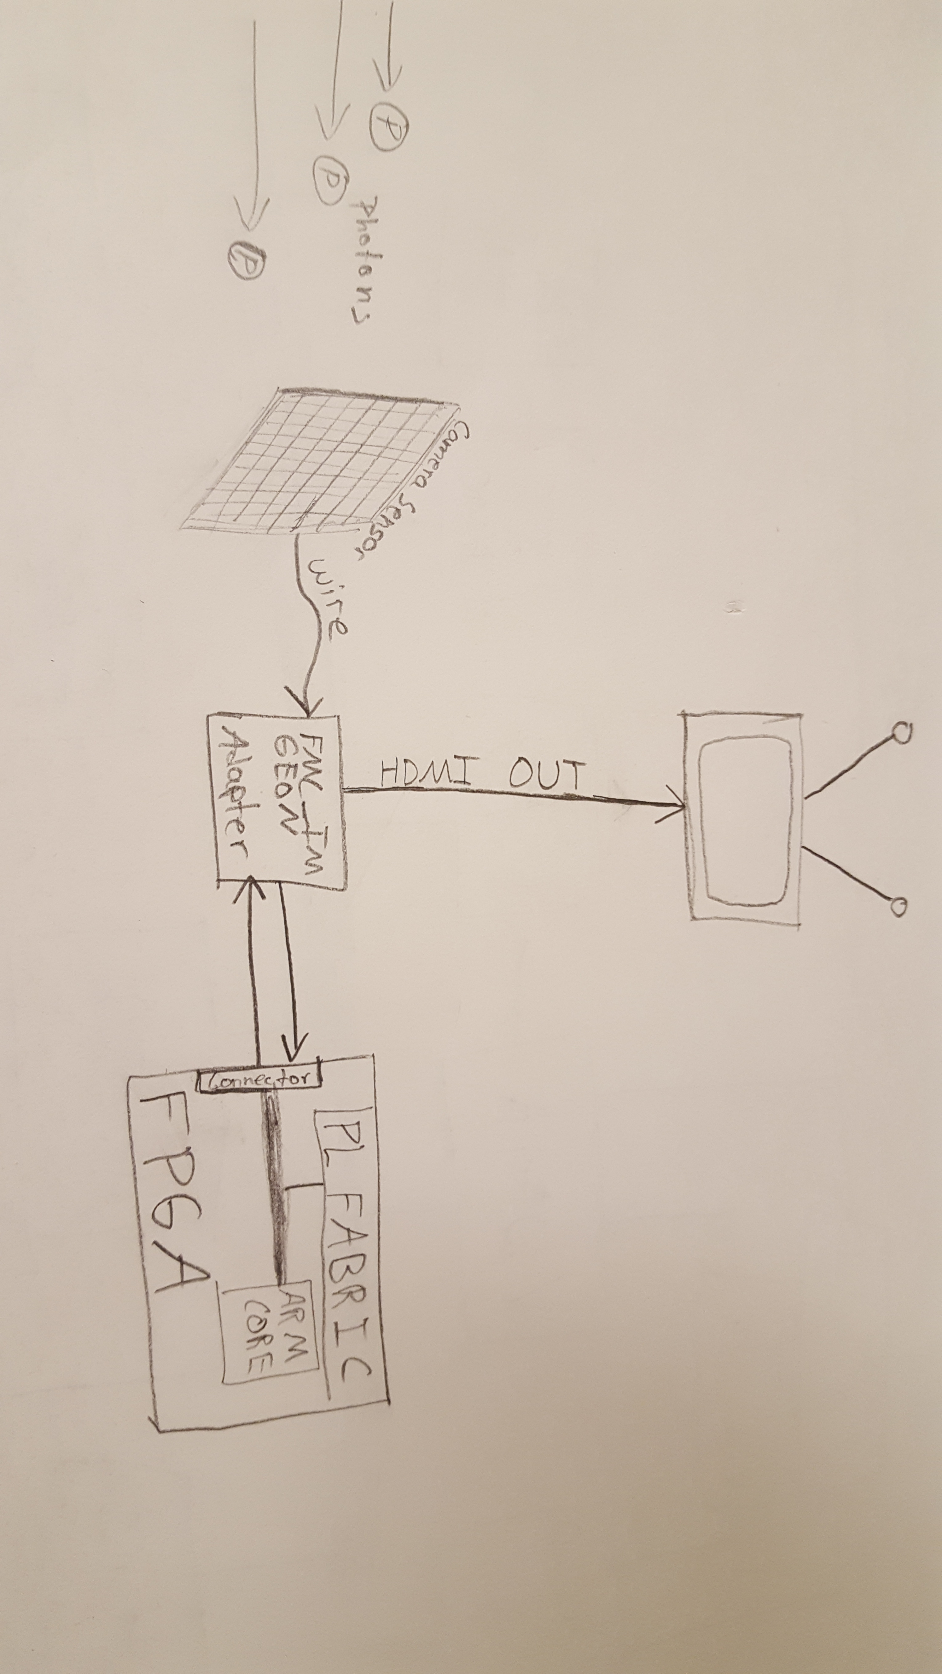 P
P
P
Photons
Camera Sensor
wire
FMC_IM
GEON
Adapter
HDMI OUT
Connector
PL FABRIC
FPGA
ARM
CORE